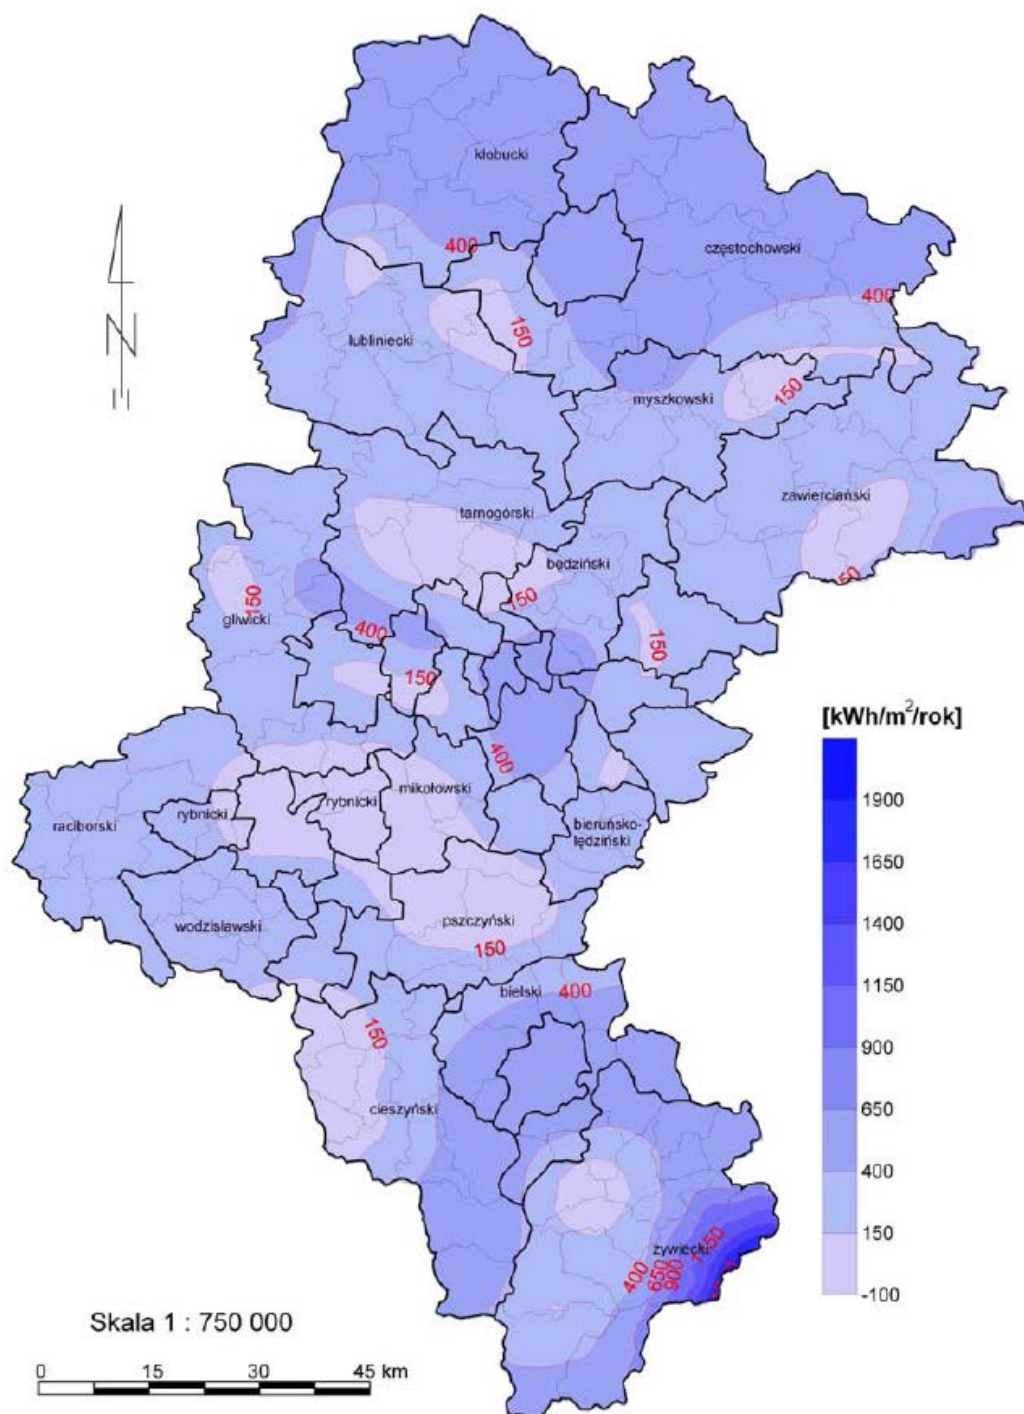 kłobucki
400
częstochowski
400
N
lubliniecki
150
myszkowski
150
zawierciański
tarnogórski
będziński
150
150
gliwicki
400
150
150
[kWh/m²/rok]
400
1900
mikołowski
rybnicki
rybnicki
raciborski
bieruńsko-
lędziński
1650
1400
wodzisławski
pszczyński
150
1150
bielski
400
150
900
cieszyński
650
400
150
żywiecki
400
650
900
-100
Skala 1 : 750 000
0 15 30 45 km